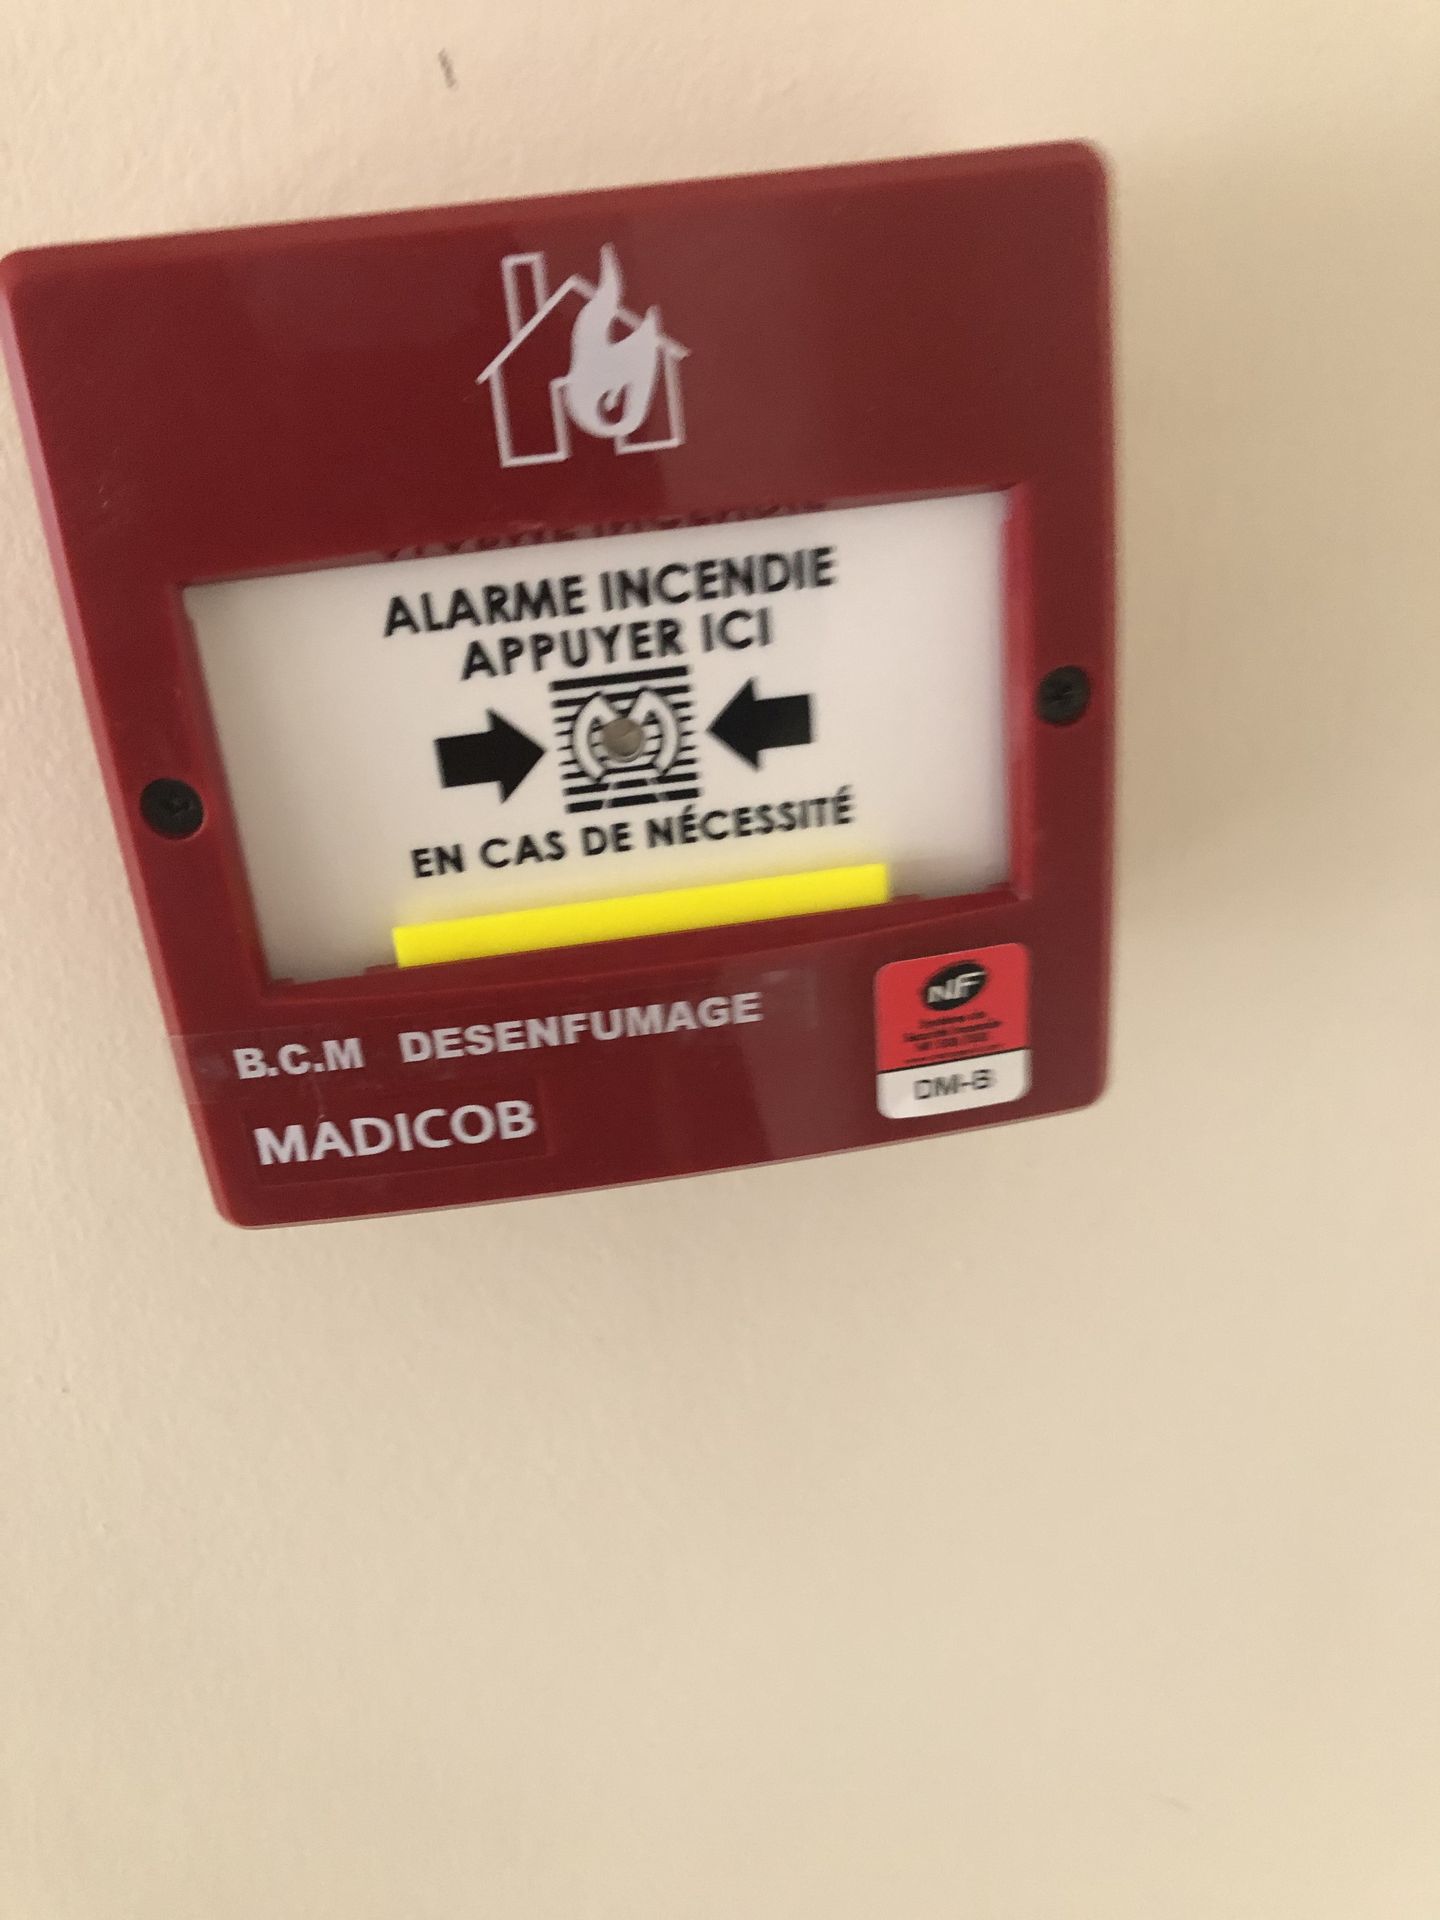 ALARME INCENDIE
APPUYER ICI
EN CAS DE NÉCESSITÉ
B.C.M DESENFUMAGE
MADICOB
NF
DM-B